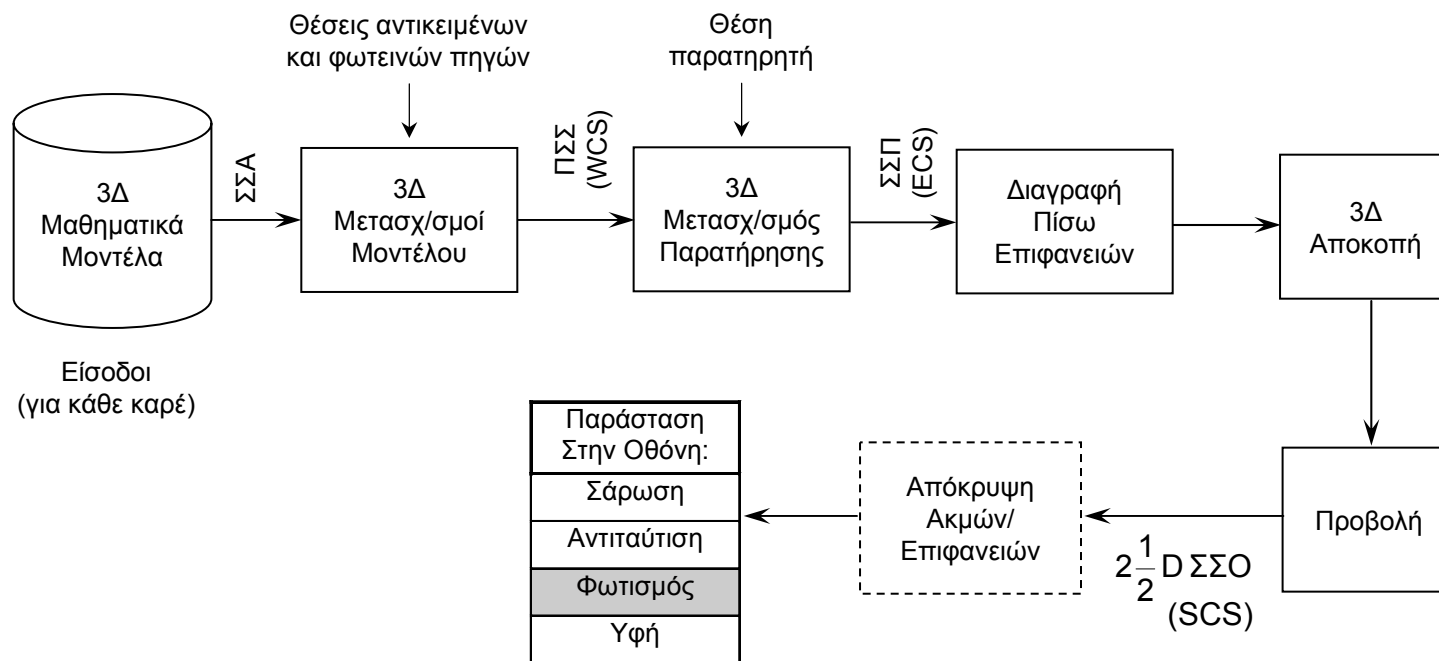 Θέσεις αντικειμένων
και φωτεινών πηγών
Θέση
παρατηρητή
3Δ
Μαθηματικά
Μοντέλα
ΣΣΑ
3Δ
Μετασχ/σμοί
Μοντέλου
ΠΣΣ
(WCS)
3Δ
Μετασχ/σμός
Παρατήρησης
ΣΣΠ
(ECS)
Διαγραφή
Πίσω
Επιφανειών
3Δ
Αποκοπή
Είσοδοι
(για κάθε καρέ)
Προβολή
2 1/2 D ΣΣΟ
(SCS)
Απόκρυψη
Ακμών/
Επιφανειών
Παράσταση
Στην Οθόνη:
Σάρωση
Αντιταύτιση
Φωτισμός
Υφή